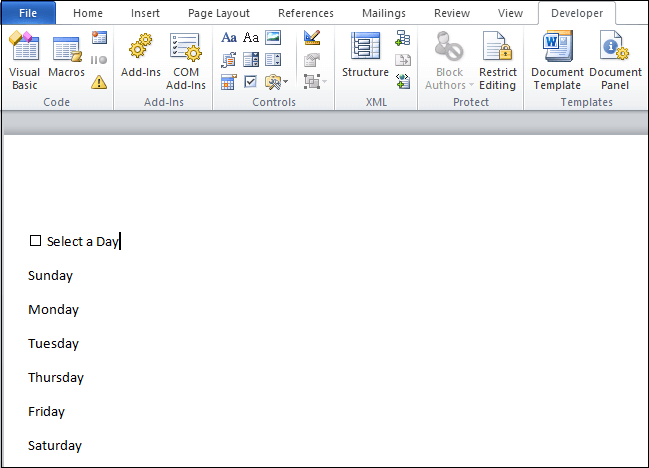 File Home Insert Page Layout References Mailings Review View Developer
Aa Aa
Visual Basic Macros Add-Ins COM Add-Ins Structure Block Authors Restrict Editing Document Template Document Panel
Code Add-Ins Controls XML Protect Templates
Select a Day
Sunday
Monday
Tuesday
Thursday
Friday
Saturday